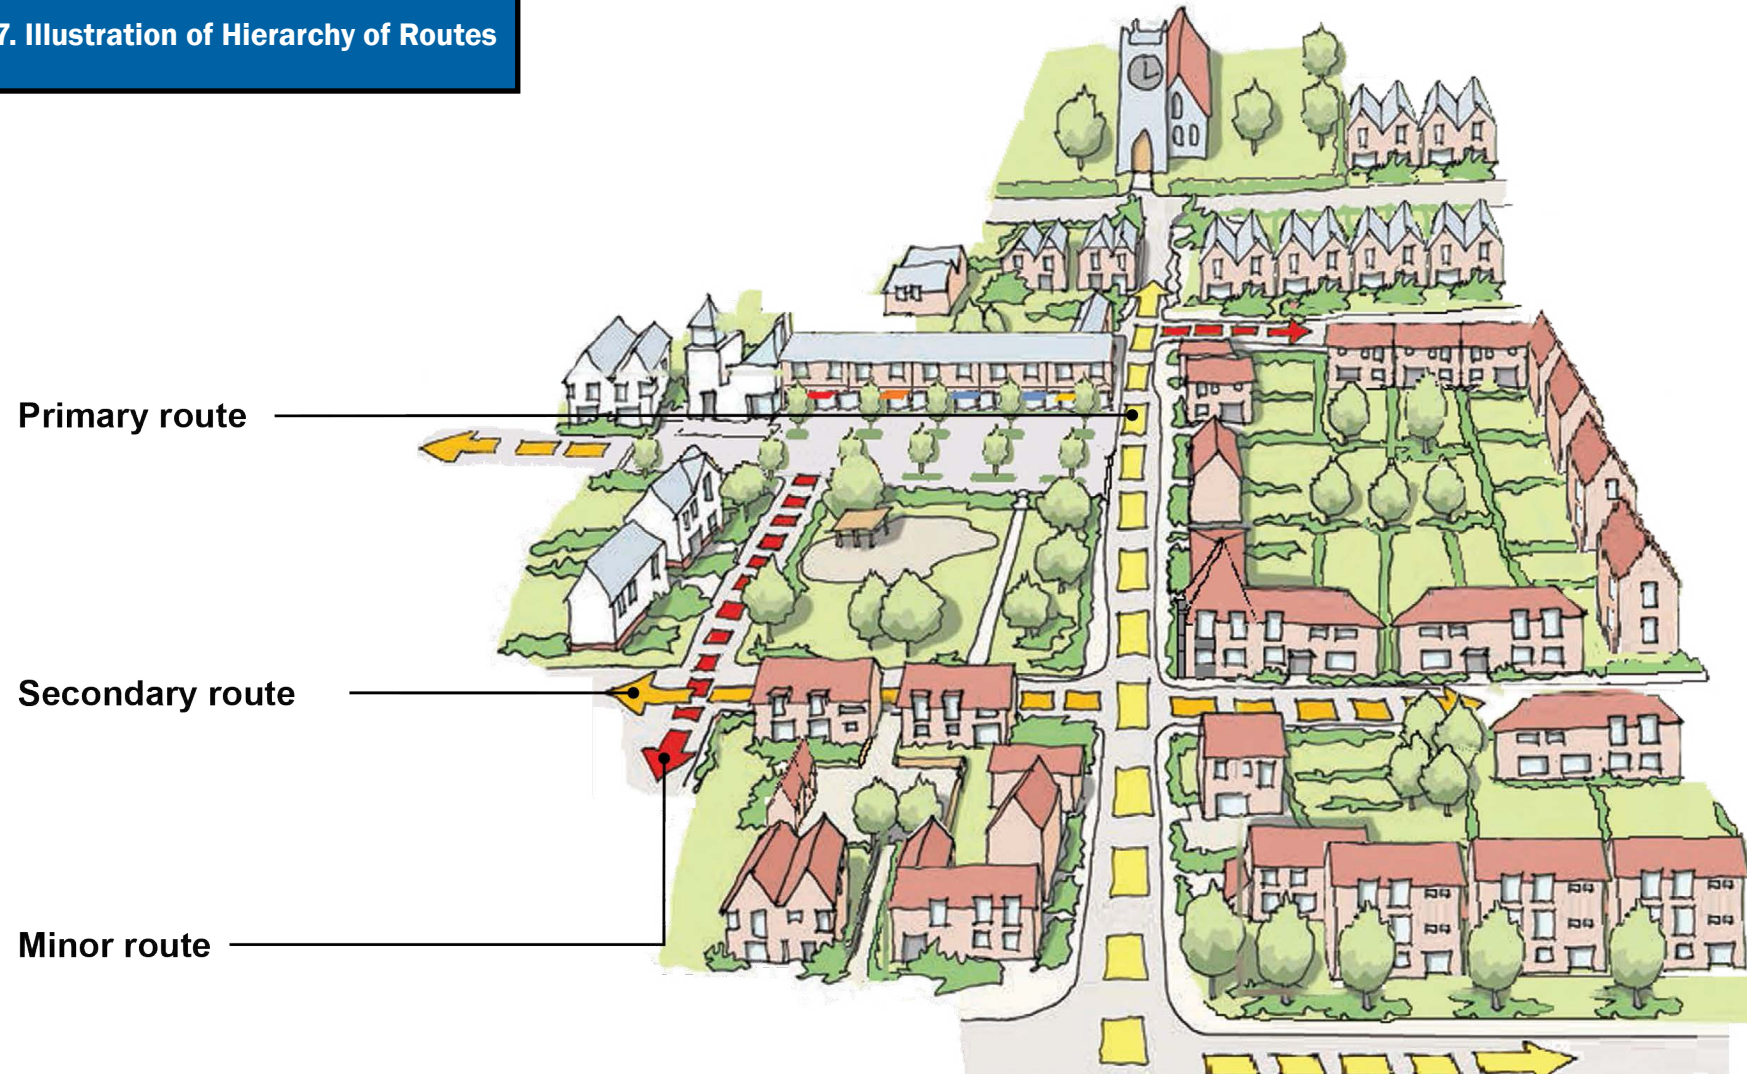 7. Illustration of Hierarchy of Routes
Primary route
Secondary route
Minor route